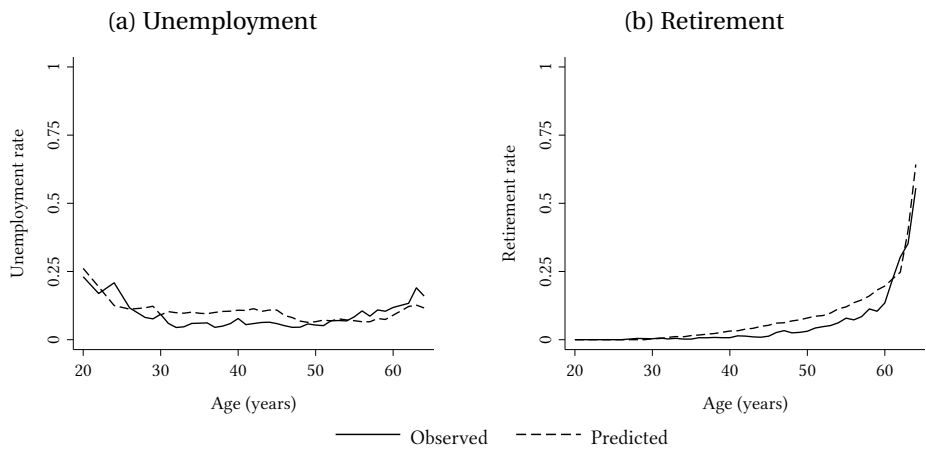 (a) Unemployment
(b) Retirement
Unemployment rate
1
0.75
0.5
0.25
0
20
30
40
50
60
Age (years)
Retirement rate
1
0.75
0.5
0.25
0
20
30
40
50
60
Age (years)
Observed
Predicted